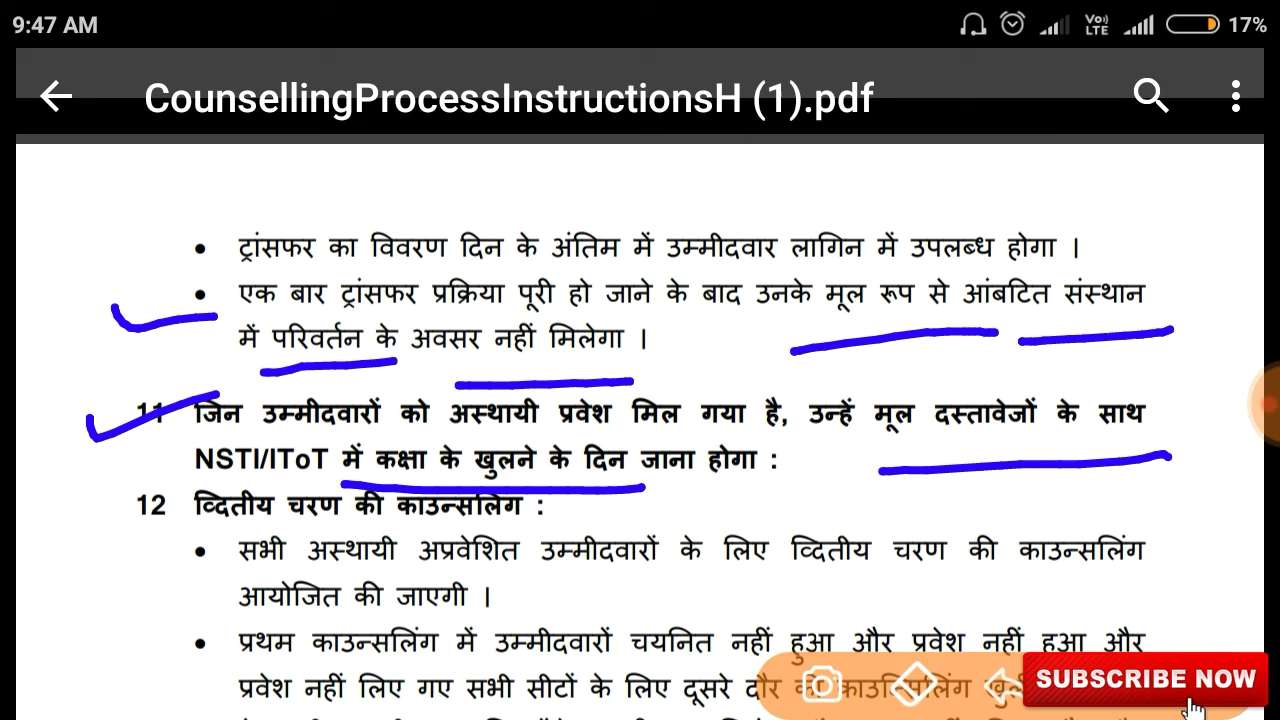 9:47 AM Vo) LTE 17%
CounsellingProcessInstructionsH (1).pdf
• ट्रांसफर का विवरण दिन के अंतिम में उम्मीदवार लागिन में उपलब्ध होगा ।
• एक बार ट्रांसफर प्रक्रिया पूरी हो जाने के बाद उनके मूल रूप से आंबटित संस्थान
में परिवर्तन के अवसर नहीं मिलेगा ।
11 जिन उम्मीदवारों को अस्थायी प्रवेश मिल गया है, उन्हें मूल दस्तावेजों के साथ
NSTI/IToT में कक्षा के खुलने के दिन जाना होगा :
12 व्दितीय चरण की काउन्सलिंग :
• सभी अस्थायी अप्रवेशित उम्मीदवारों के लिए व्दितीय चरण की काउन्सलिंग
आयोजित की जाएगी ।
• प्रथम काउन्सलिंग में उम्मीदवारों चयनित नहीं हुआ और प्रवेश नहीं हुआ और
प्रवेश नहीं लिए गए सभी सीटों के लिए दूसरे दौर
SUBSCRIBE NOW